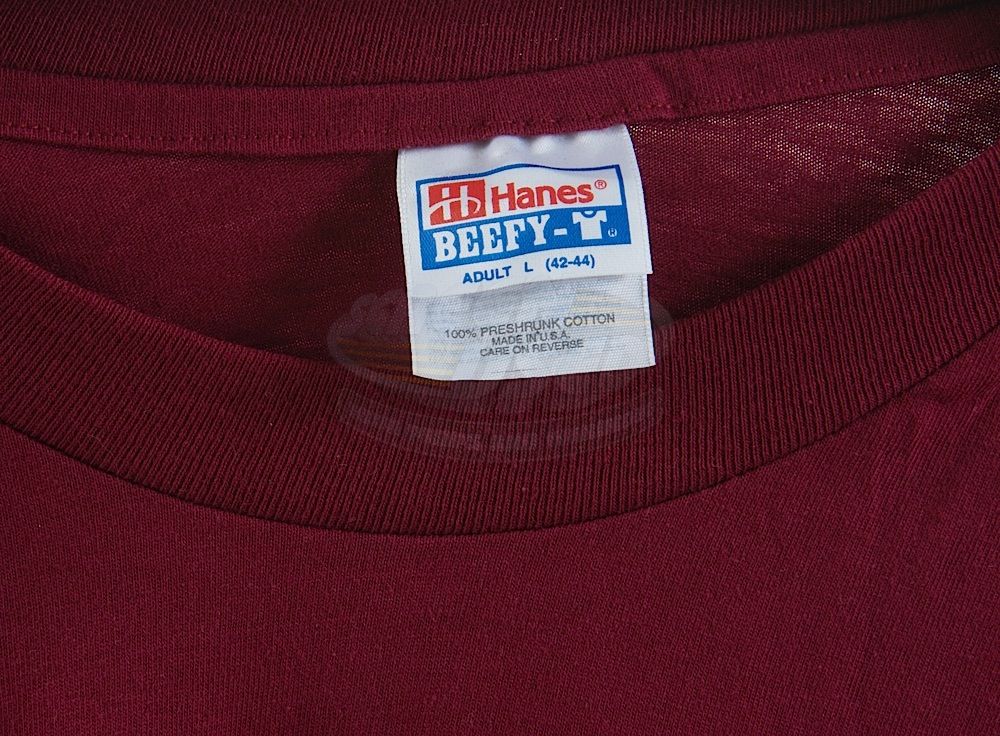 Hanes®
BEEFY-T®
ADULT L (42-44)
100% PRESHRUNK COTTON
MADE IN U.S.A.
CARE ON REVERSE